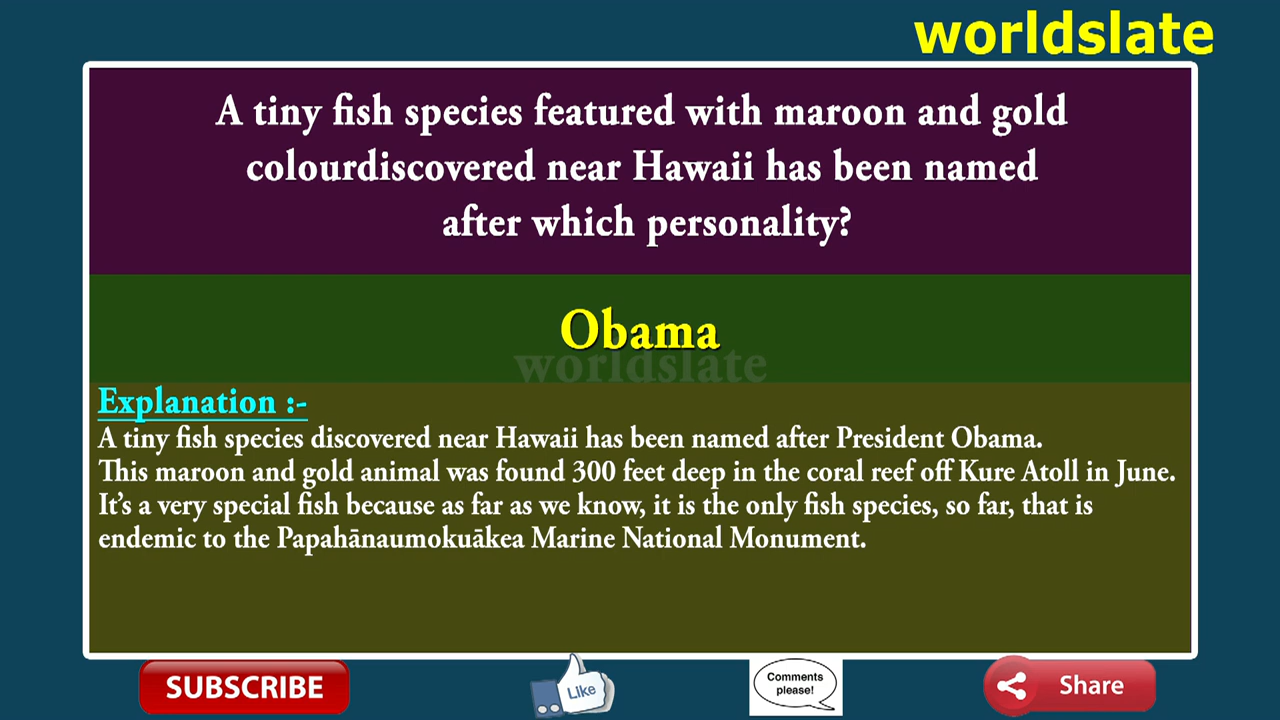 worldslate
A tiny fish species featured with maroon and gold
colourdiscovered near Hawaii has been named
after which personality?
Obama
worldslate
Explanation :-
A tiny fish species discovered near Hawaii has been named after President Obama.
This maroon and gold animal was found 300 feet deep in the coral reef off Kure Atoll in June.
It's a very special fish because as far as we know, it is the only fish species, so far, that is
endemic to the Papahānaumokuākea Marine National Monument.
SUBSCRIBE
Like
Comments
please!
Share